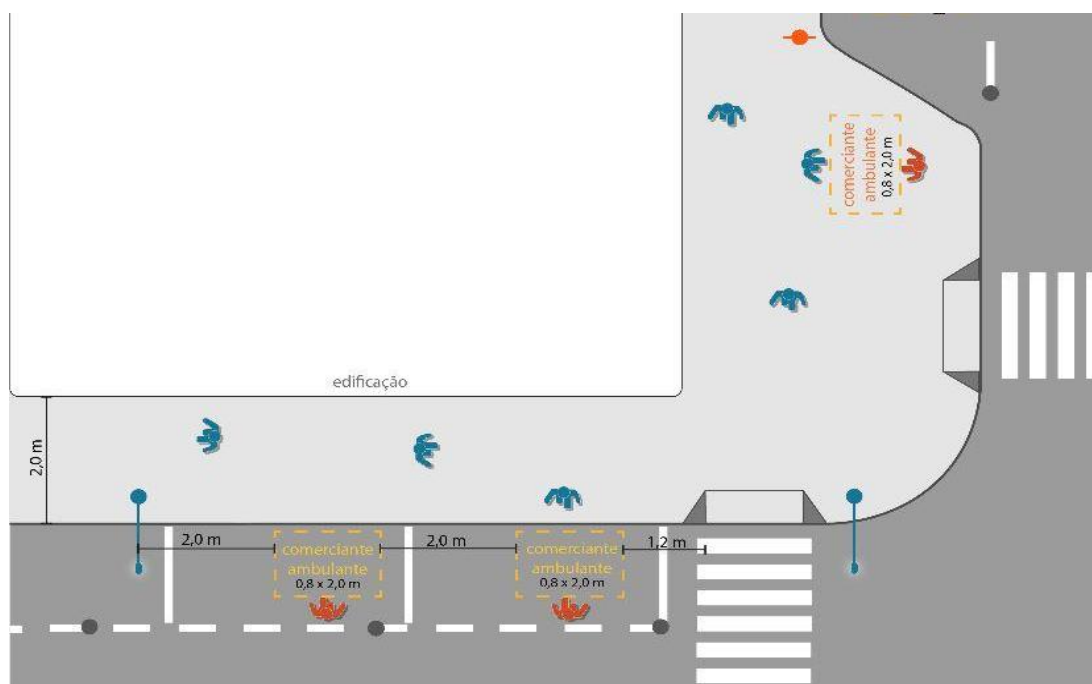 comerciante
ambulante
0,8 x 2,0 m
edificação
2,0 m
2,0 m
comerciante
ambulante
0,8 x 2,0 m
2,0 m
comerciante
ambulante
0,8 x 2,0 m
1,2 m